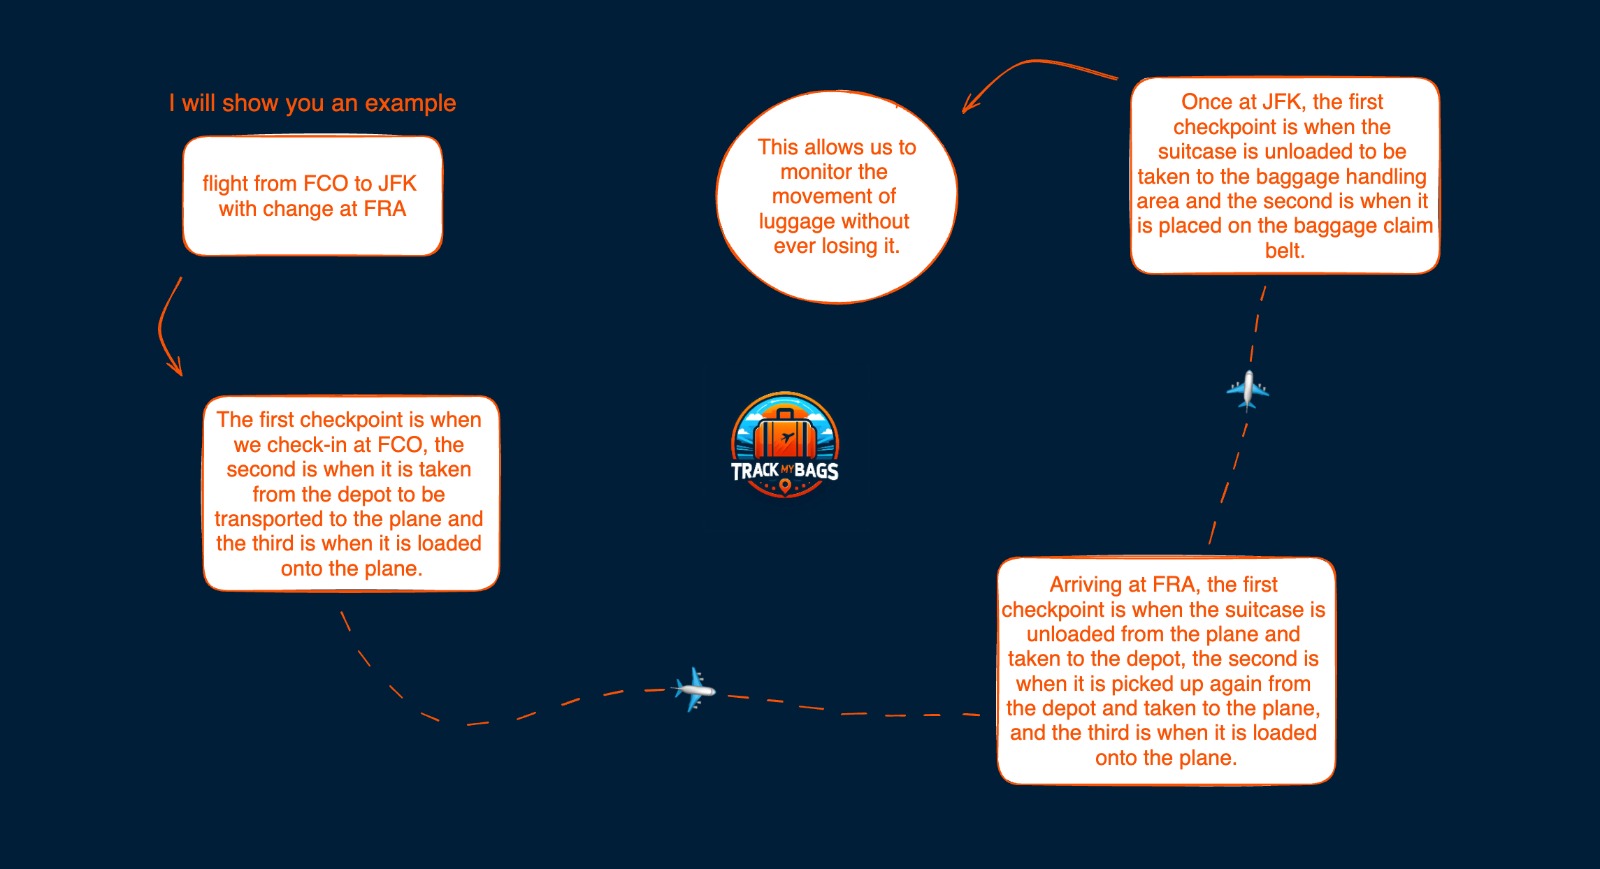 I will show you an example
flight from FCO to JFK
with change at FRA
The first checkpoint is when
we check-in at FCO, the
second is when it is taken
from the depot to be
transported to the plane and
the third is when it is loaded
onto the plane.
Arriving at FRA, the first
checkpoint is when the suitcase is
unloaded from the plane and
taken to the depot, the second is
when it is picked up again from
the depot and taken to the plane,
and the third is when it is loaded
onto the plane.
Once at JFK, the first
checkpoint is when the
suitcase is unloaded to be
taken to the baggage handling
area and the second is when it
is placed on the baggage claim
belt.
This allows us to
monitor the
movement of
luggage without
ever losing it.
TRACK MY BAGS